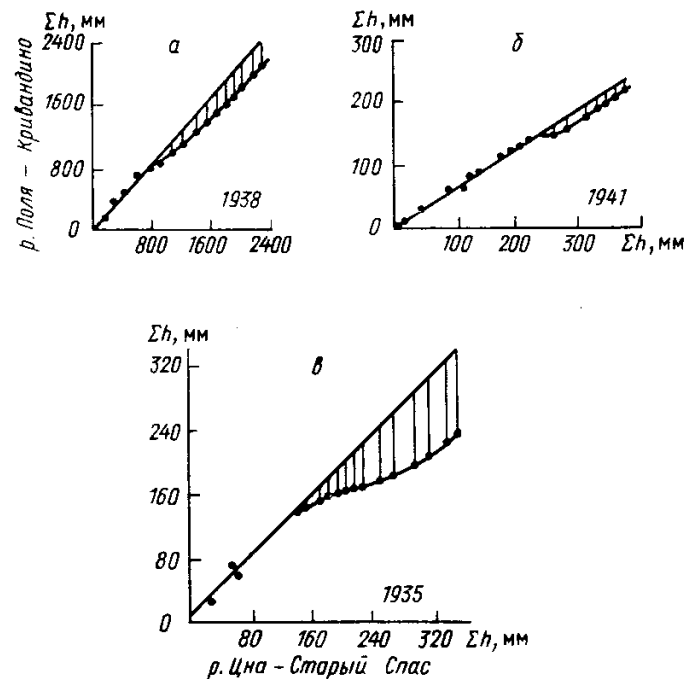 Σh, мм
2400
1600
800
0
800 1600 2400
а
1938
р. Поля – Кривандино
Σh, мм
300
200
100
0
100 200 300 Σh, мм
б
1941
Σh, мм
320
240
160
80
0
80 160 240 320 Σh, мм
в
1935
р. Цна – Старый Спас